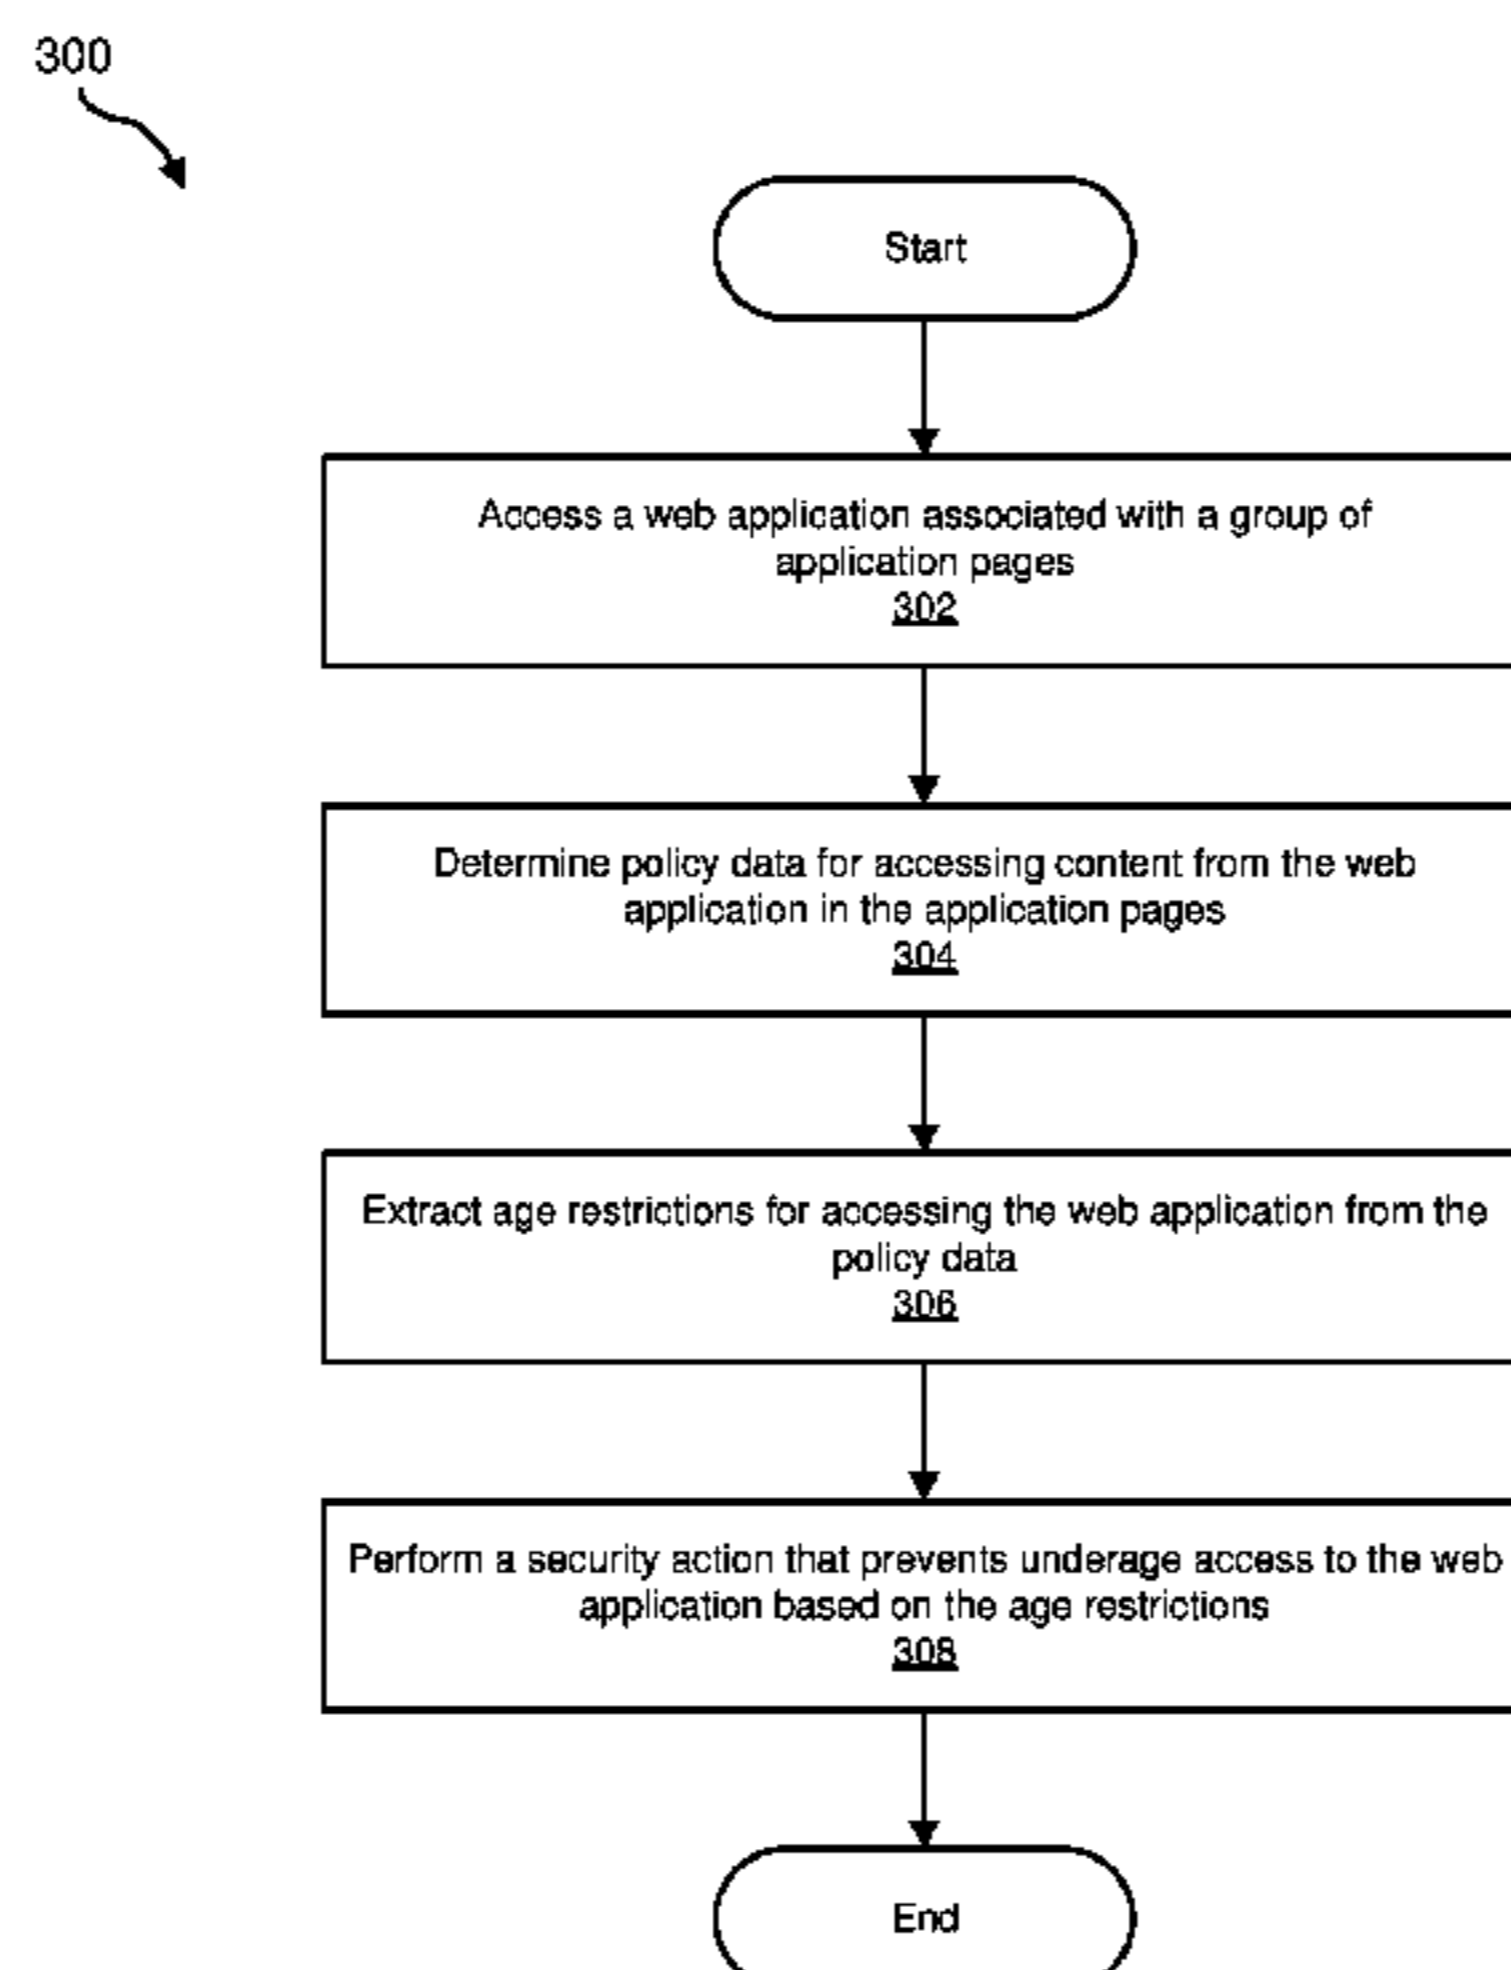 300
Start
Access a web application associated with a group of
application pages
302
Determine policy data for accessing content from the web
application in the application pages
304
Extract age restrictions for accessing the web application from the
policy data
306
Perform a security action that prevents underage access to the web
application based on the age restrictions
308
End